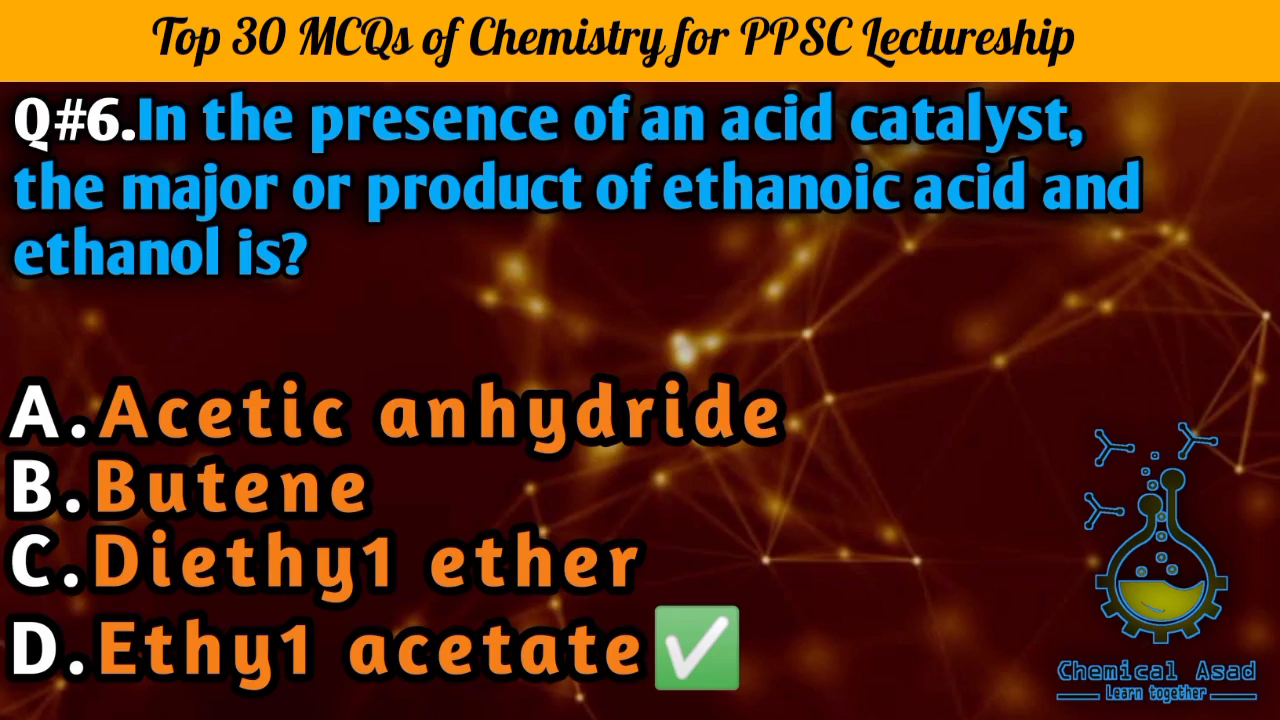 Top 30 MCQs of Chemistry for PPSC Lectureship
Q#6.In the presence of an acid catalyst,
the major or product of ethanoic acid and
ethanol is?
A.Acetic anhydride
B.Butene
C.Diethy1 ether
D.Ethy1 acetate
Chemical Asad
Learn together